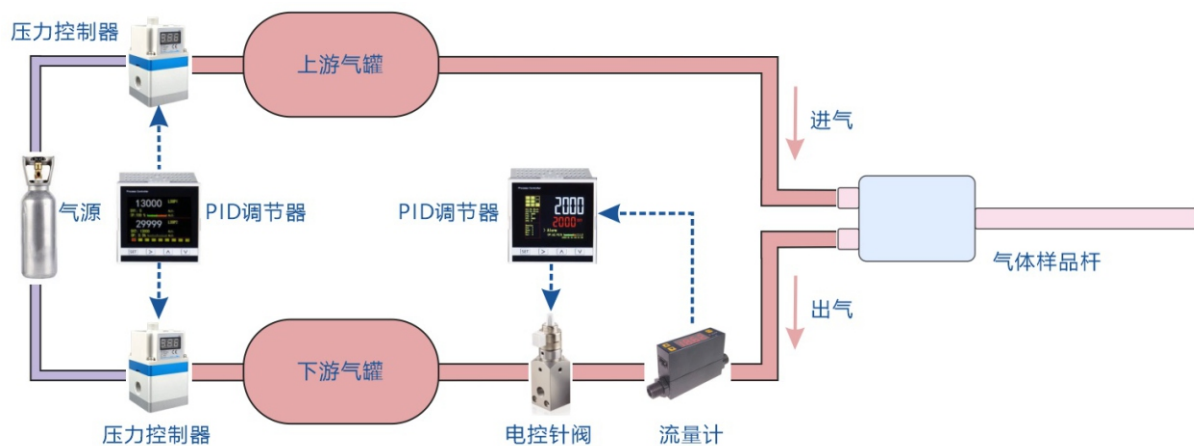 压力控制器
上游气罐
进气
气源
PID调节器
13000
29999
PID调节器
2000
2000
气体样品杆
出气
下游气罐
压力控制器
电控针阀
流量计